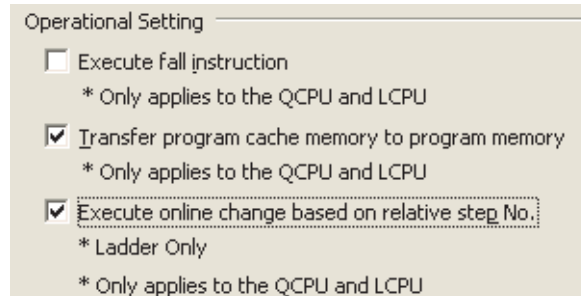 Operational Setting
Execute fall instruction
* Only applies to the QCPU and LCPU
Transfer program cache memory to program memory
* Only applies to the QCPU and LCPU
Execute online change based on relative step No.
* Ladder Only
* Only applies to the QCPU and LCPU